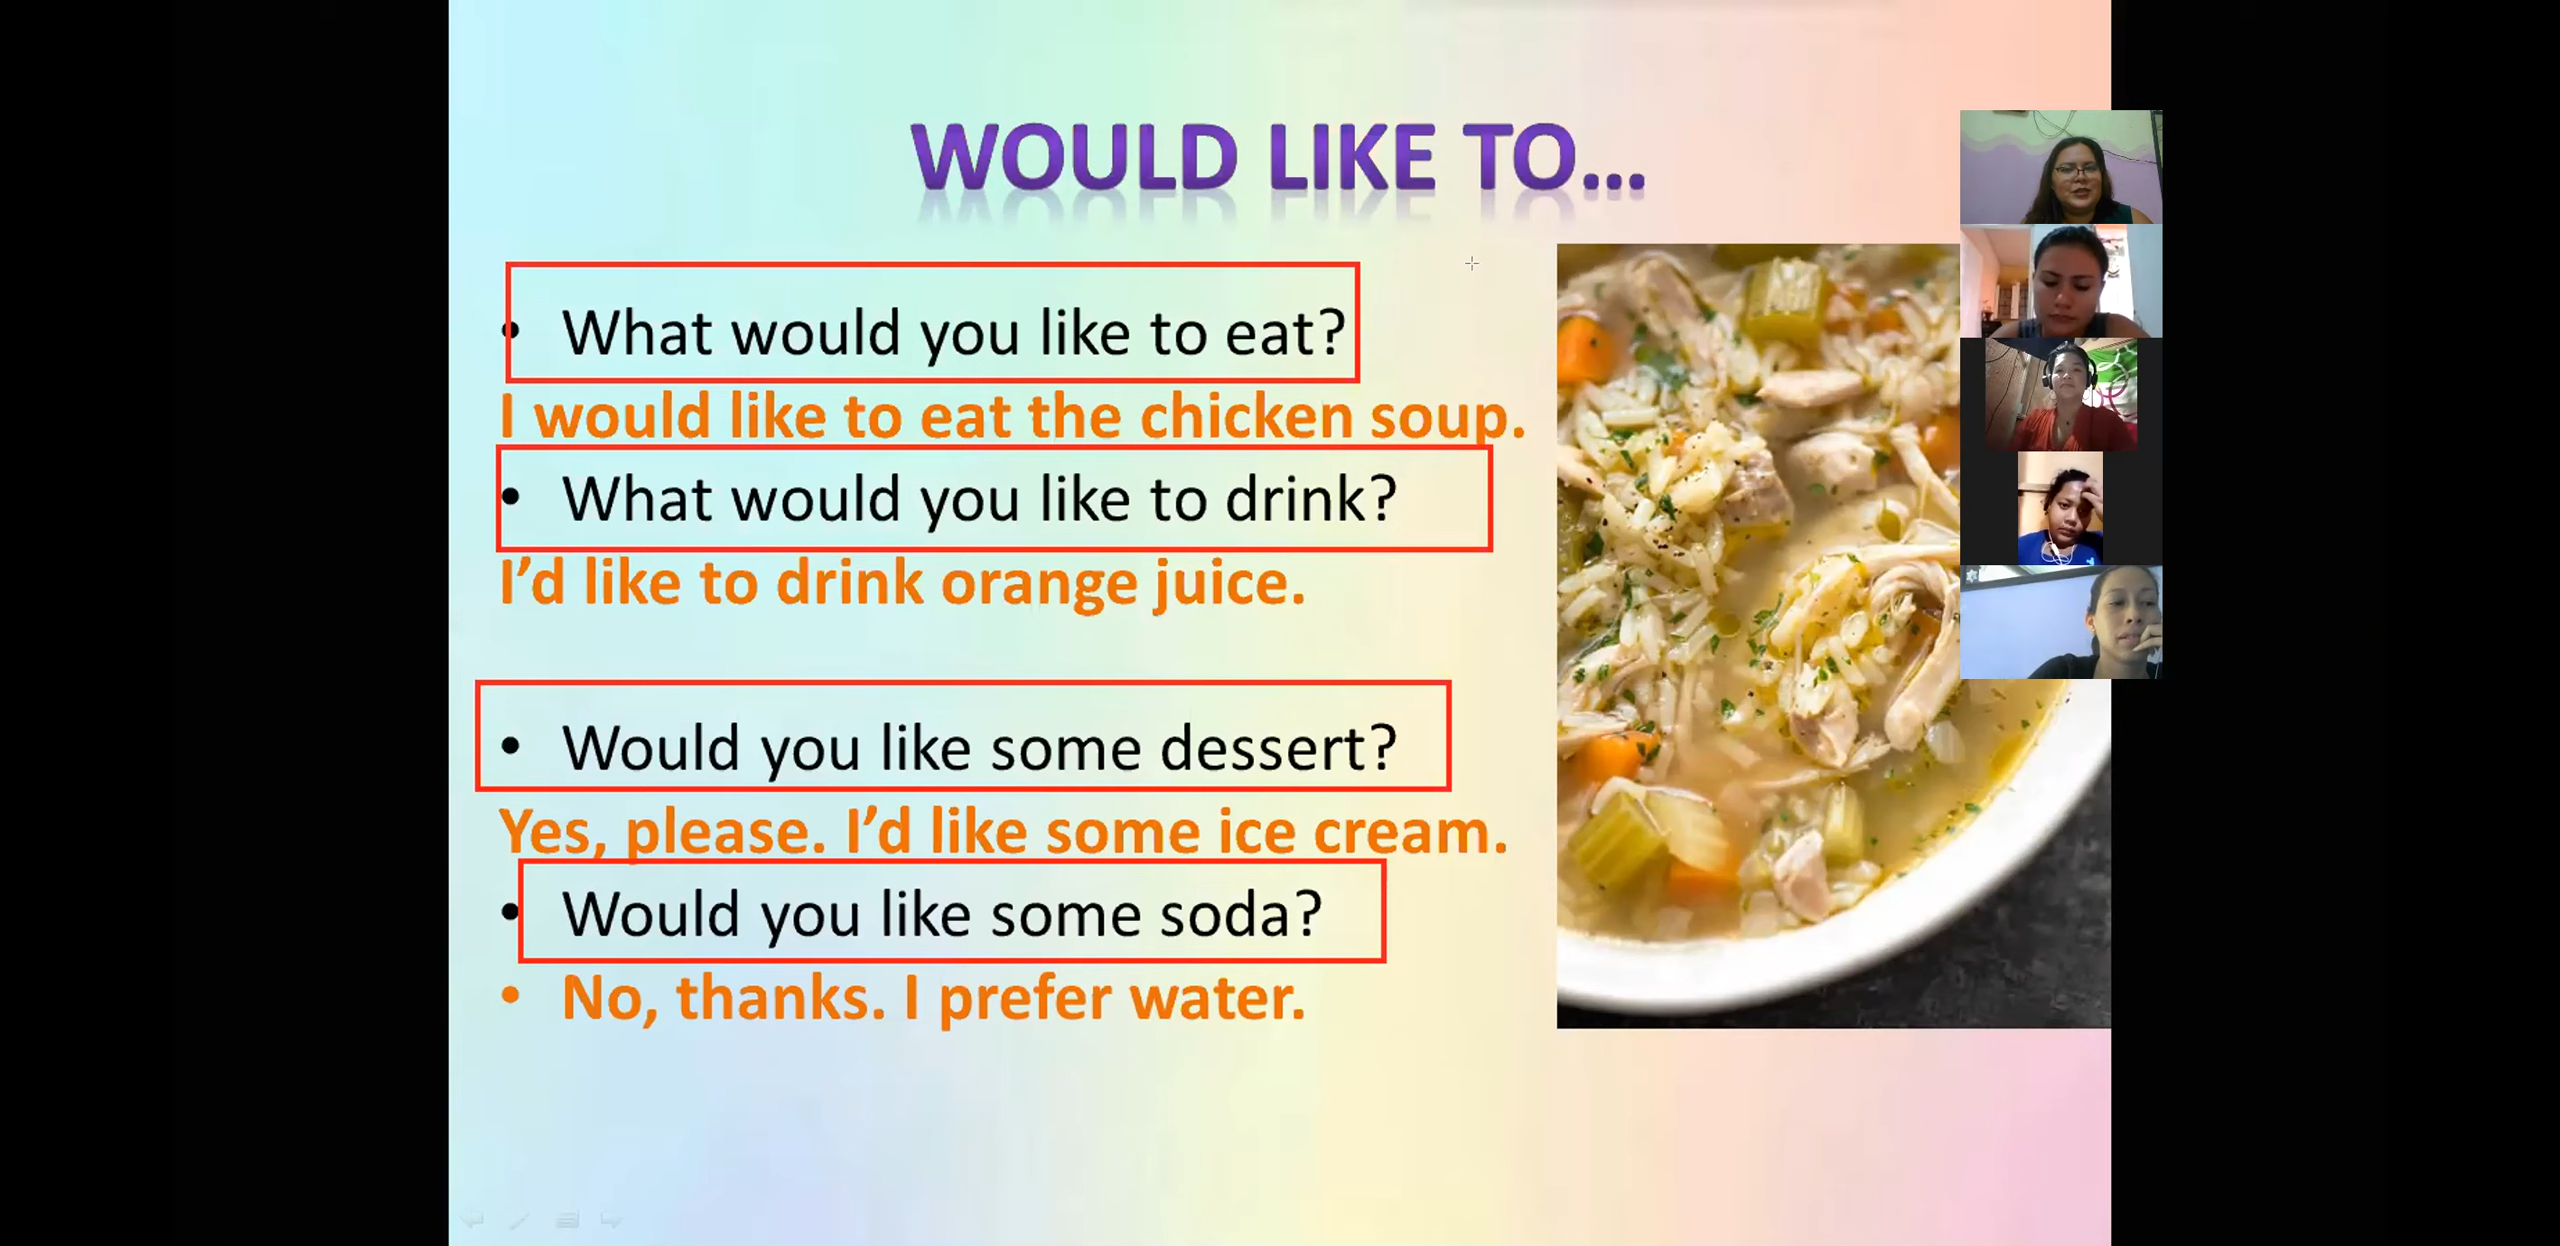 WOULD LIKE TO...
• What would you like to eat?
I would like to eat the chicken soup.
• What would you like to drink?
I’d like to drink orange juice.
• Would you like some dessert?
Yes, please. I’d like some ice cream.
• Would you like some soda?
• No, thanks. I prefer water.